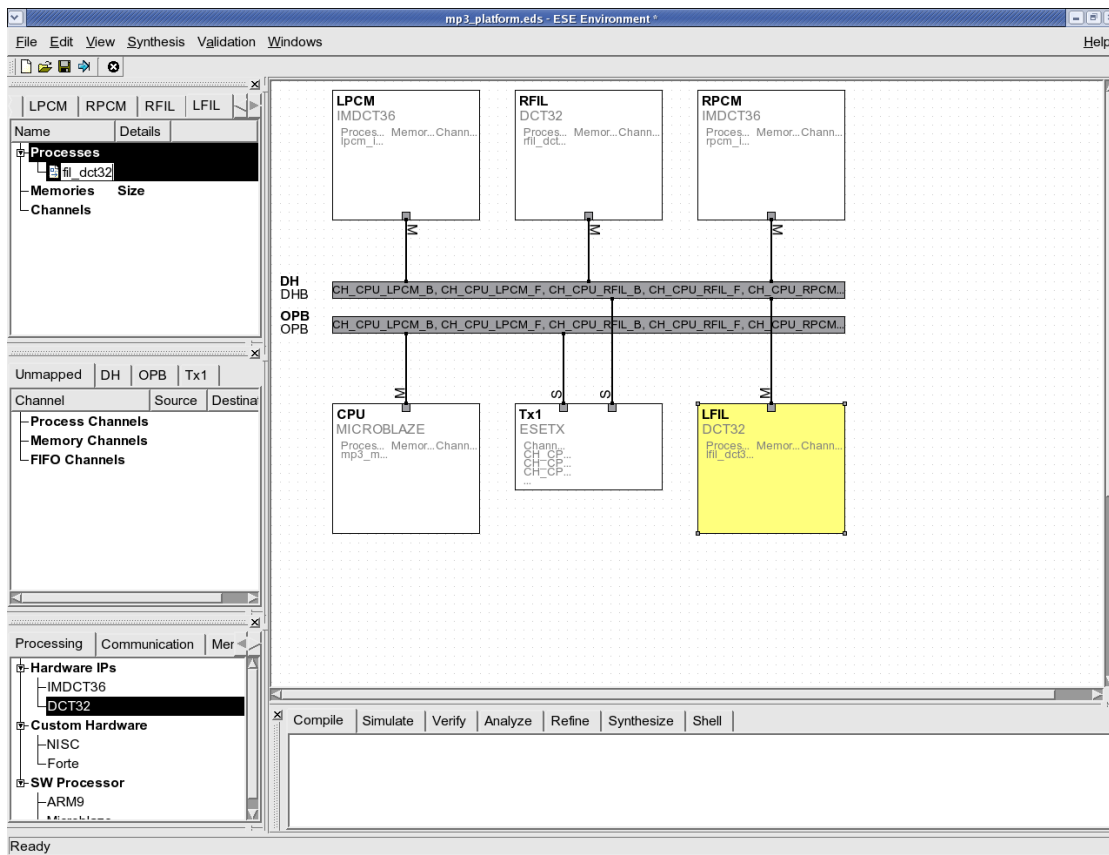 mp3_platform.eds - ESE Environment *
File Edit View Synthesis Validation Windows Help
LPCM RPCM RFIL LFIL
Name Details
Processes
fil_dct32
Memories Size
Channels
Unmapped DH OPB Tx1
Channel Source Destina
Process Channels
Memory Channels
FIFO Channels
Processing Communication Mer
Hardware IPs
IMDCT36
DCT32
Custom Hardware
NISC
Forte
SW Processor
ARM9
Microblaze
LPCM
IMDCT36
Proces... Memor...Chann...
lpcm_i...
M
RFIL
DCT32
Proces... Memor...Chann...
rfil_dct...
M
RPCM
IMDCT36
Proces... Memor...Chann...
rpcm_i...
M
DH
DHB
CH_CPU_LPCM_B, CH_CPU_LPCM_F, CH_CPU_RFIL_B, CH_CPU_RFIL_F, CH_CPU_RPCM...
OPB
OPB
CH_CPU_LPCM_B, CH_CPU_LPCM_F, CH_CPU_RFIL_B, CH_CPU_RFIL_F, CH_CPU_RPCM...
M
S
S
M
CPU
MICROBLAZE
Proces... Memor...Chann...
mp3_m...
Tx1
ESETX
Chann...
CH_CP...
CH_CP...
CH_CP...
...
LFIL
DCT32
Proces... Memor...Chann...
lfil_dct3...
Compile Simulate Verify Analyze Refine Synthesize Shell
Ready